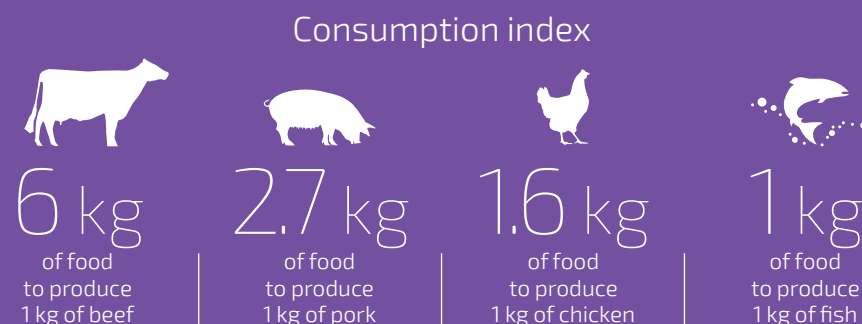 Consumption index
6 kg
of food
to produce
1 kg of beef
2.7 kg
of food
to produce
1 kg of pork
1.6 kg
of food
to produce
1 kg of chicken
1 kg
of food
to produce
1 kg of fish